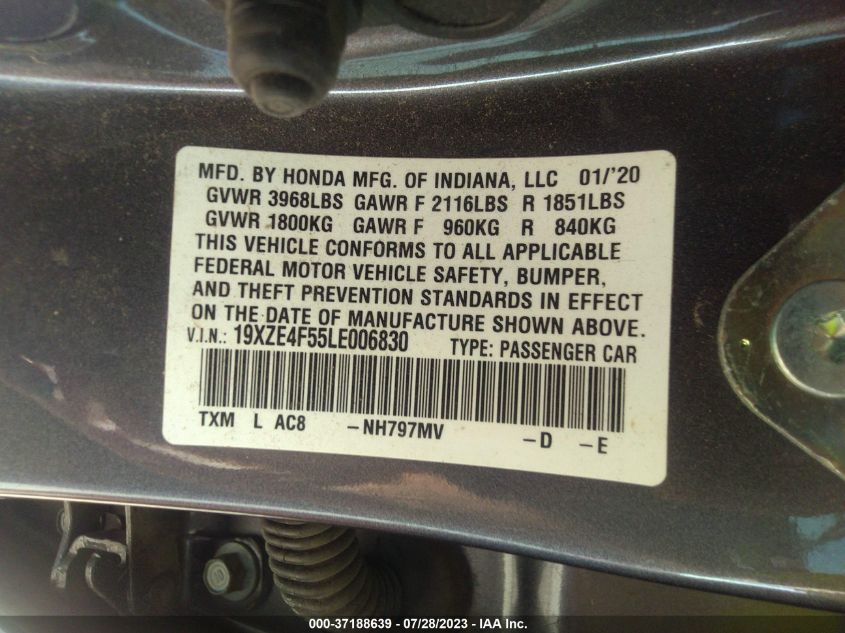 MFD. BY HONDA MFG. OF INDIANA, LLC 01/'20
GVWR 3968LBS GAWR F 2116LBS R 1851LBS
GVWR 1800KG GAWR F 960KG R 840KG
THIS VEHICLE CONFORMS TO ALL APPLICABLE
FEDERAL MOTOR VEHICLE SAFETY, BUMPER,
AND THEFT PREVENTION STANDARDS IN EFFECT
ON THE DATE OF MANUFACTURE SHOWN ABOVE.
V.I.N.: 19XZE4F55LE006830 TYPE: PASSENGER CAR
TXM L AC8 -NH797MV -D -E
000-37188639 - 07/28/2023 - IAA Inc.